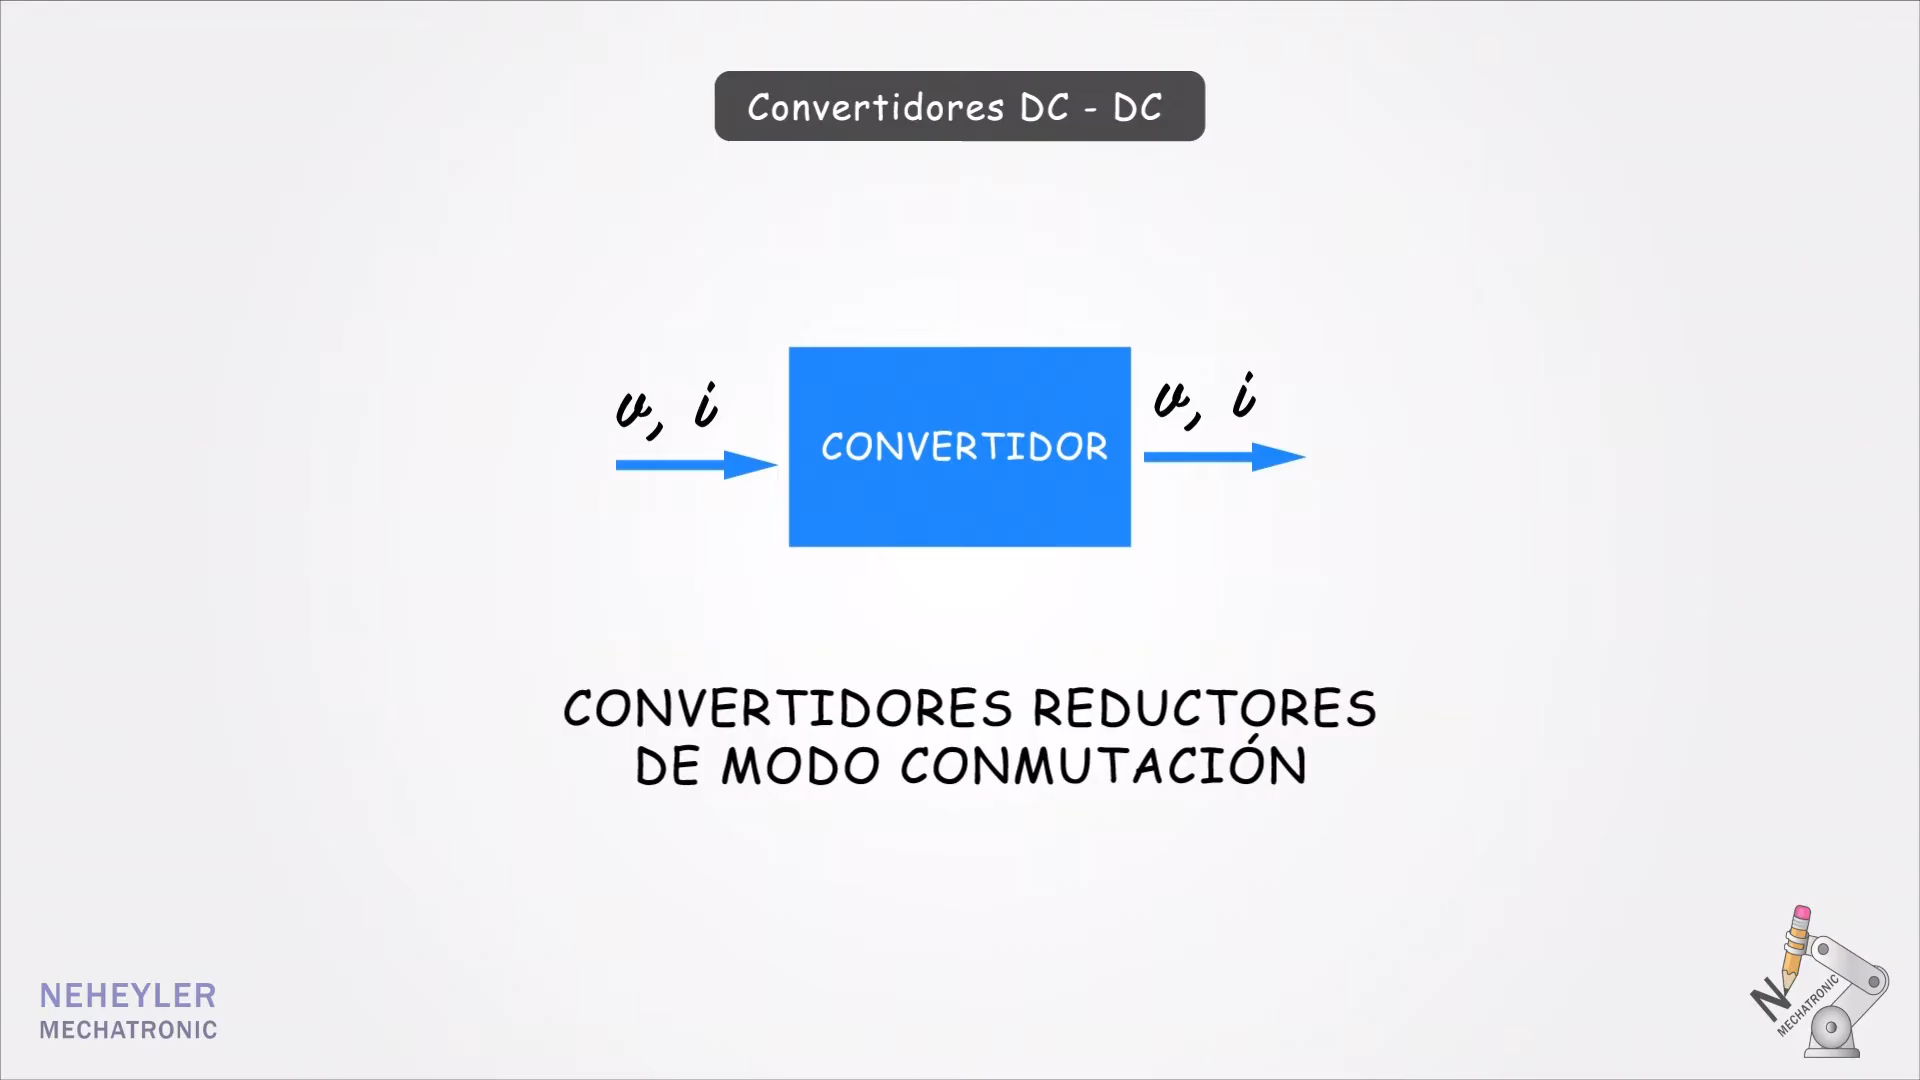 Convertidores DC - DC
v, i
CONVERTIDOR
v, i
CONVERTIDORES REDUCTORES
DE MODO CONMUTACIÓN
NEHEYLER
MECHATRONIC
N
MECHATRONIC